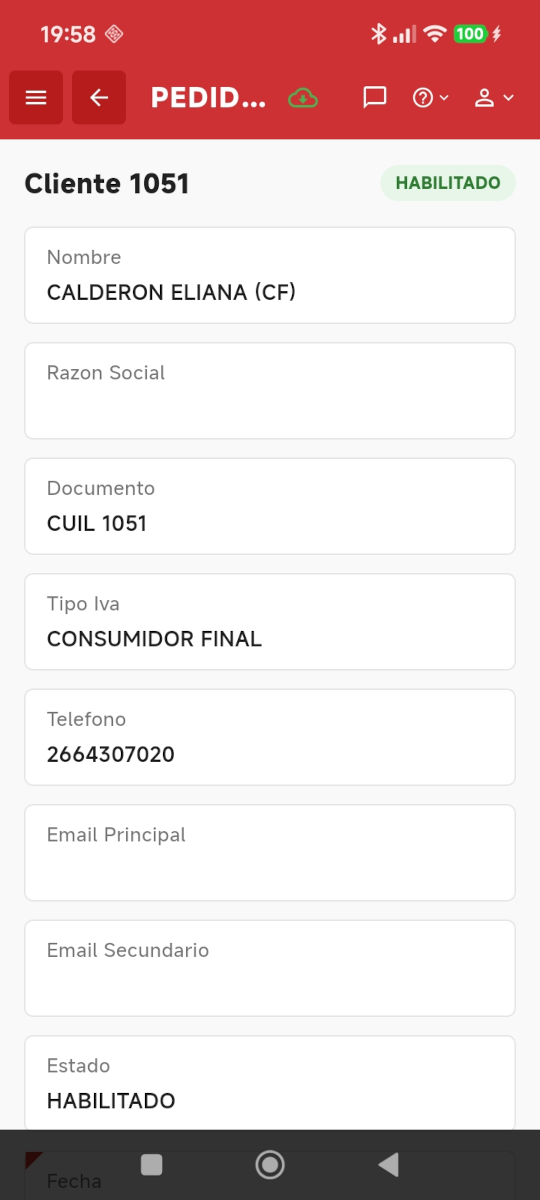 19:58
100
PEDID...
Cliente 1051
HABILITADO
Nombre
CALDERON ELIANA (CF)
Razon Social
Documento
CUIL 1051
Tipo Iva
CONSUMIDOR FINAL
Telefono
2664307020
Email Principal
Email Secundario
Estado
HABILITADO
Fecha